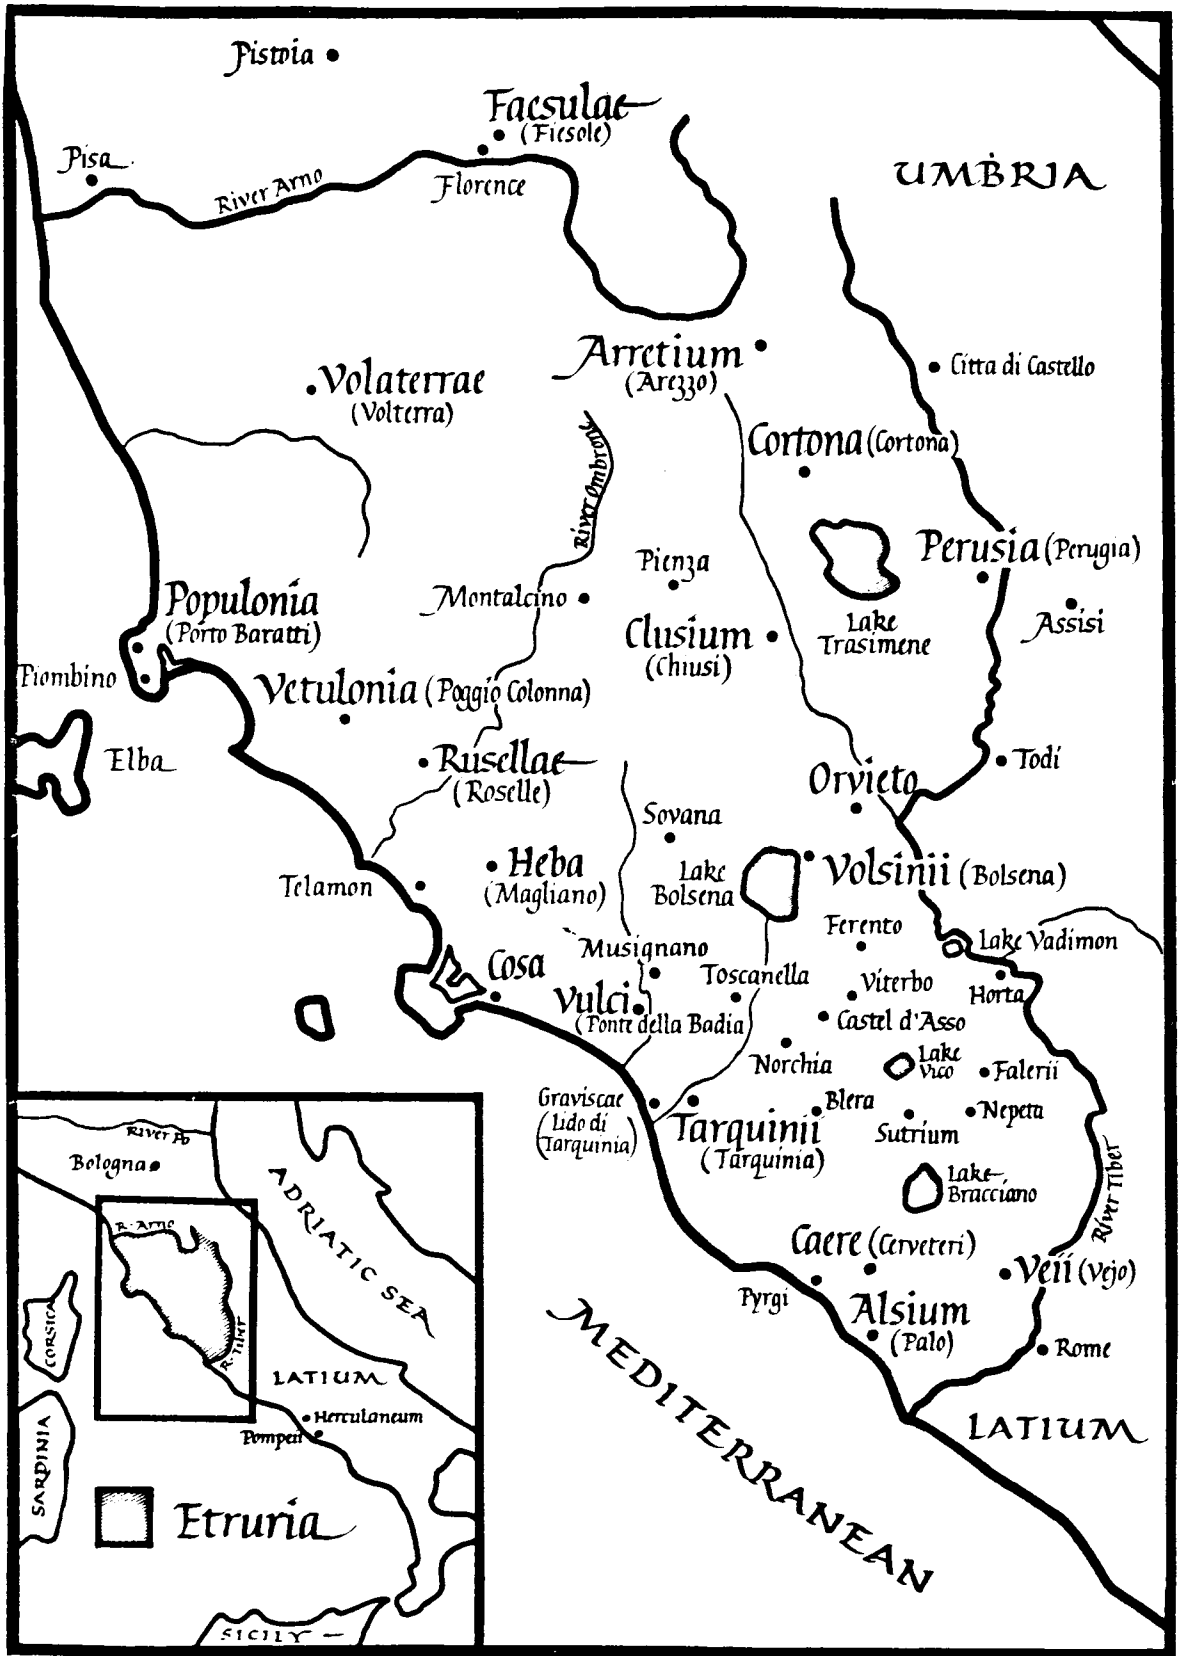 Pistoia
Faesulae
(Fiesole)
Pisa
River Arno
Florence
UMBRIA
Arretium
(Arezzo)
Citta di Castello
Volaterrae
(Volterra)
Cortona (Cortona)
River Ombrone
Perusia (Perugia)
Pienza
Montalcino
Populonia
(Porto Baratti)
Clusium
(Chiusi)
Lake
Trasimene
Assisi
Piombino
Vetulonia (Poggio Colonna)
Elba
Rusellae
(Roselle)
Orvieto
Todi
Sovana
Heba
(Magliano)
Lake
Bolsena
Volsinii (Bolsena)
Telamon
Ferento
Lake Vadimon
Musignano
Cosa
Toscanella
Viterbo
Horta
Vulci
(Ponte della Badia)
Castel d'Asso
Norchia
Lake
Vico
Falerii
Graviscae
(Lido di
Tarquinia)
Tarquinii
(Tarquinia)
Blera
Sutrium
Nepeta
Lake
Bracciano
River Tiber
Caere (Cerveteri)
Veii (Vejo)
Pyrgi
Alsium
(Palo)
Rome
LATIUM
MEDITERRANEAN
River Po
Bologna
ADRIATIC SEA
R. Arno
R. Tiber
CORSICA
LATIUM
Herculaneum
Pompeii
SARDINIA
Etruria
SICILY